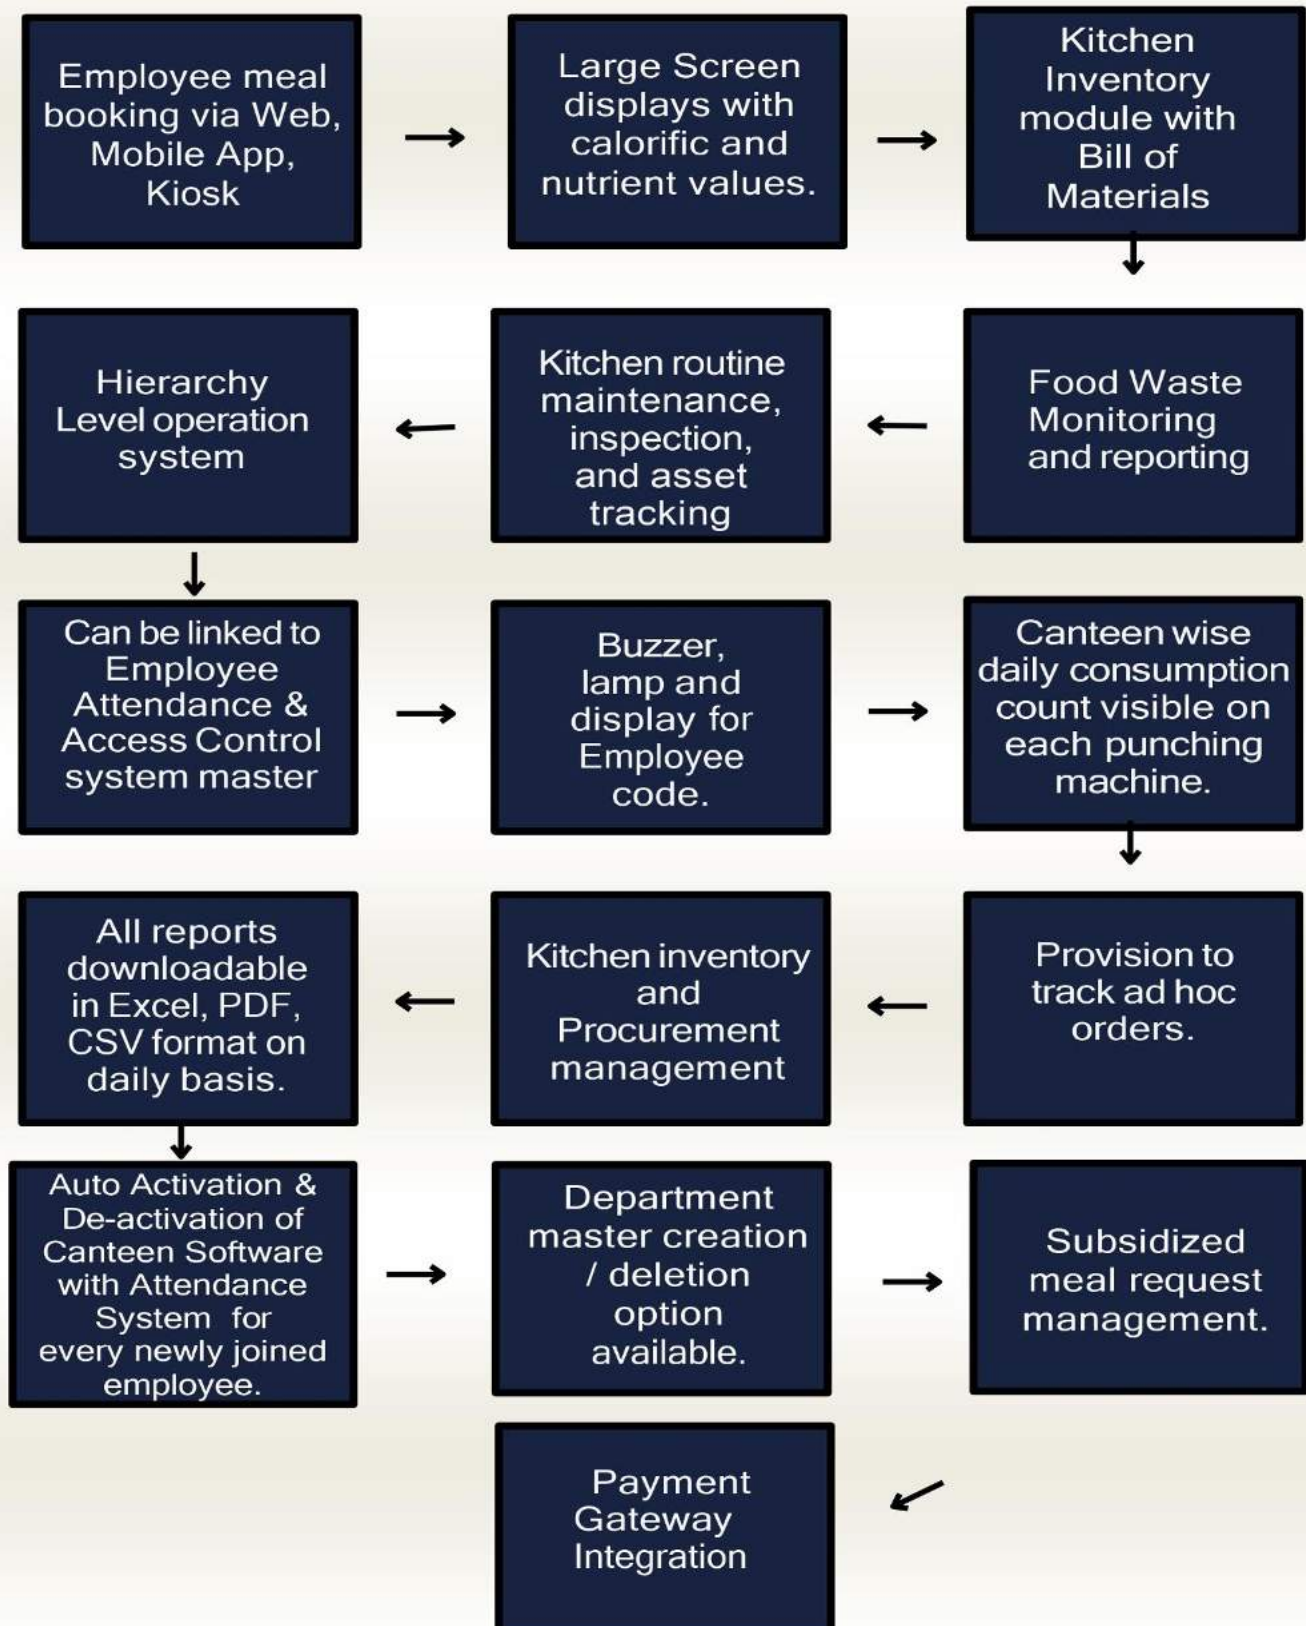 Employee meal
booking via Web,
Mobile App,
Kiosk
Large Screen
displays with
calorific and
nutrient values.
Kitchen
Inventory
module with
Bill of
Materials
Food Waste
Monitoring
and reporting
Kitchen routine
maintenance,
inspection,
and asset
tracking
Hierarchy
Level operation
system
Can be linked to
Employee
Attendance &
Access Control
system master
Buzzer,
lamp and
display for
Employee
code.
Canteen wise
daily consumption
count visible on
each punching
machine.
Provision to
track ad hoc
orders.
Kitchen inventory
and
Procurement
management
All reports
downloadable
in Excel, PDF,
CSV format on
daily basis.
Auto Activation &
De-activation of
Canteen Software
with Attendance
System for
every newly joined
employee.
Department
master creation
/ deletion
option
available.
Subsidized
meal request
management.
Payment
Gateway
Integration